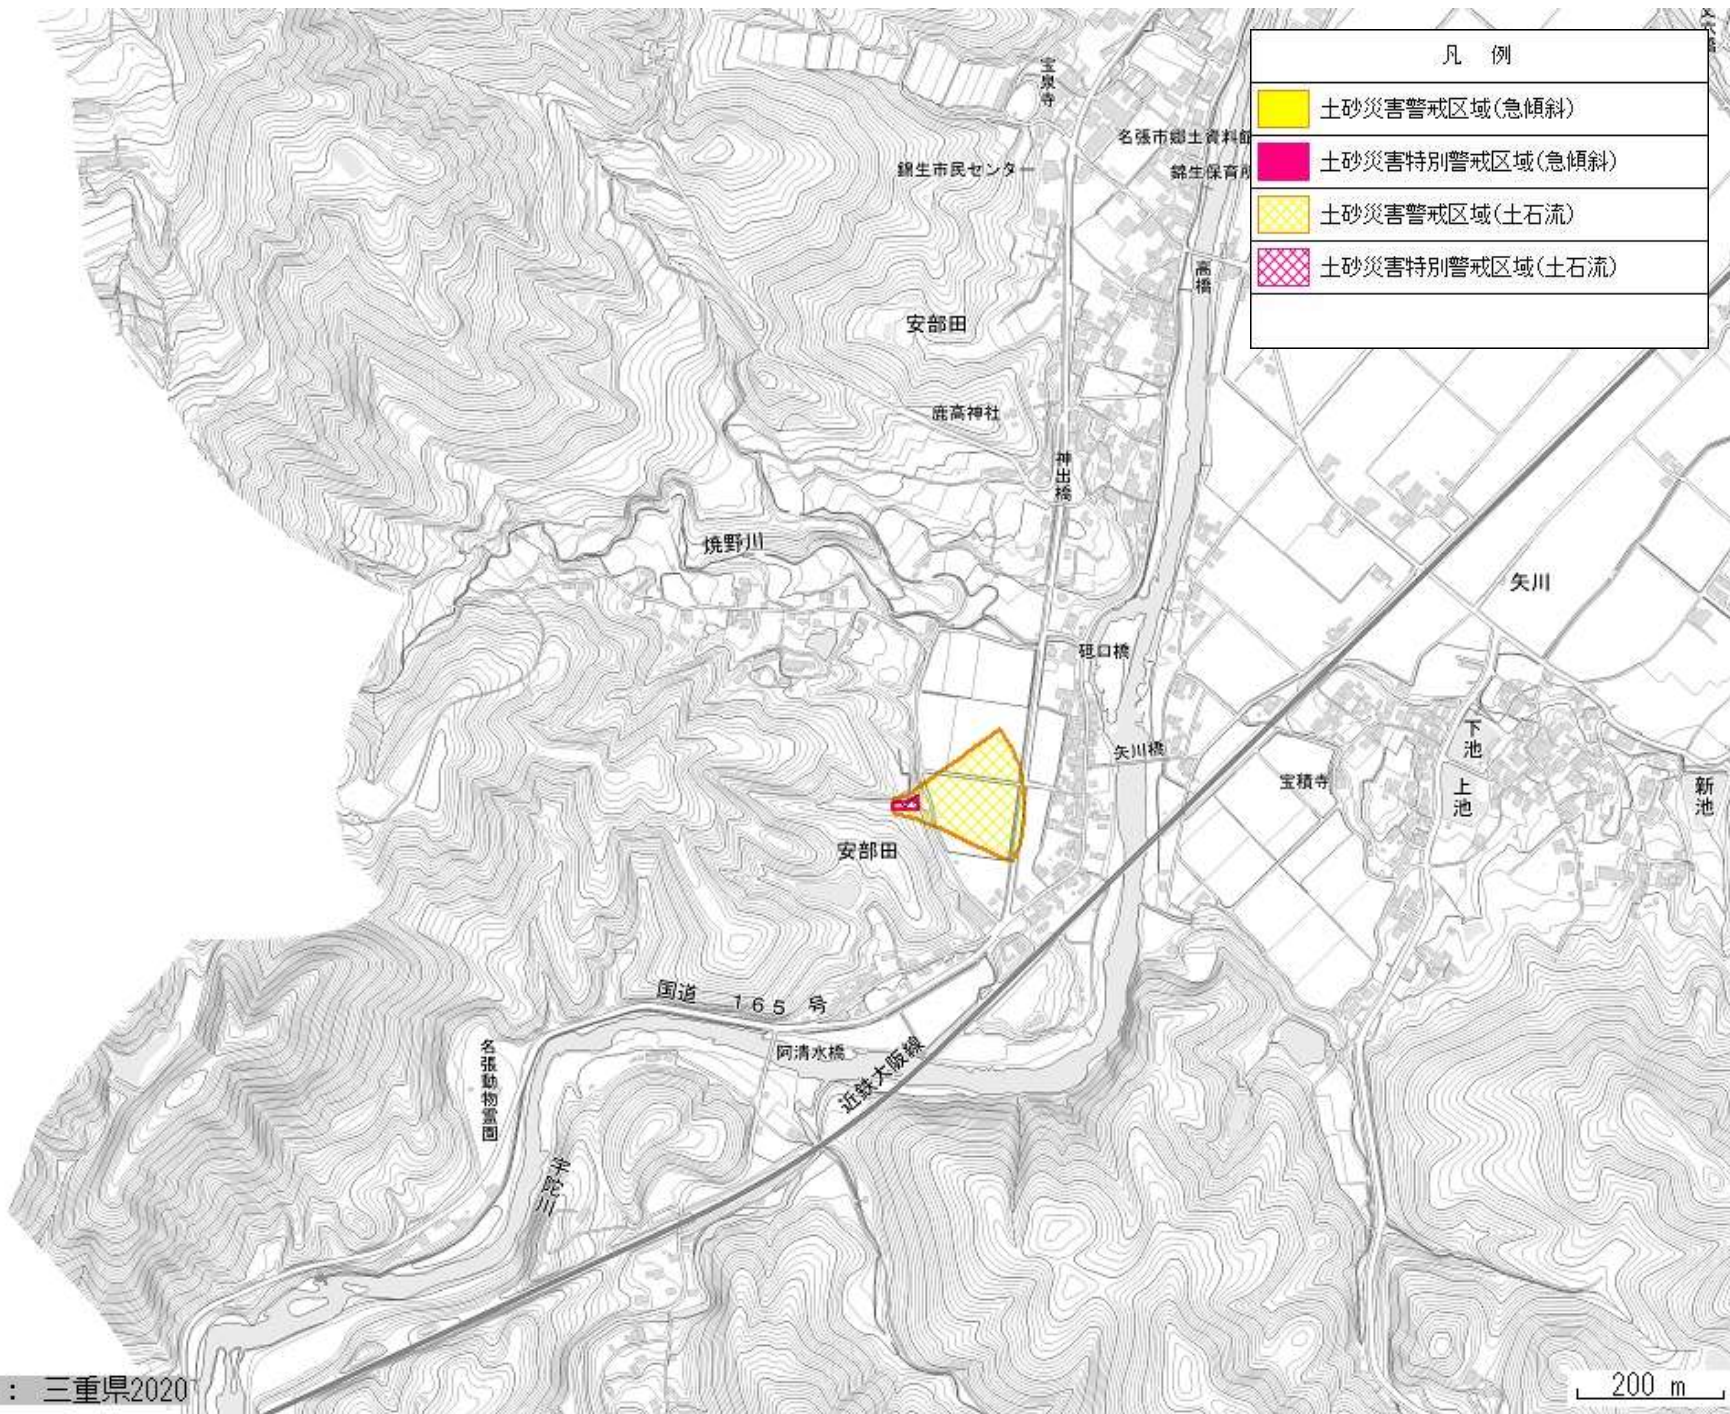 凡 例
土砂災害警戒区域(急傾斜)
土砂災害特別警戒区域(急傾斜)
土砂災害警戒区域(土石流)
土砂災害特別警戒区域(土石流)
宝泉寺
名張市郷土資料館
錦生市民センター
錦生保育所
高橋
安部田
鹿高神社
神出橋
焼野川
矢川
砥口橋
下池
矢川橋
宝積寺
上池
新池
安部田
国道 165 号
阿清水橋
近鉄大阪線
名張動物霊園
宇陀川
： 三重県2020
200 m